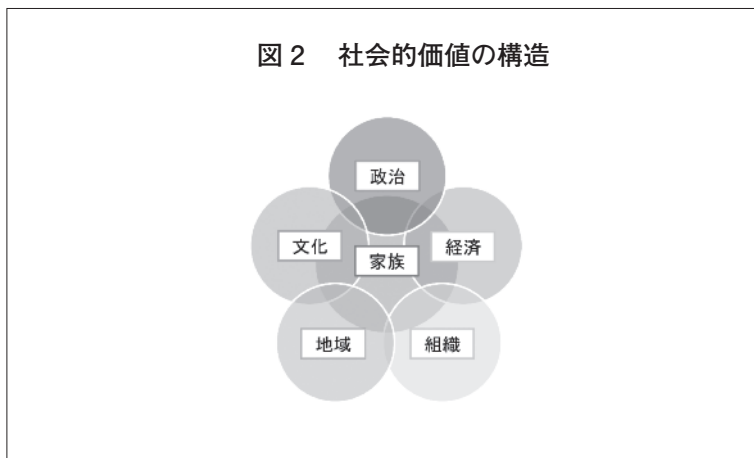 図2 社会的価値の構造
政治
文化
経済
家族
地域
組織